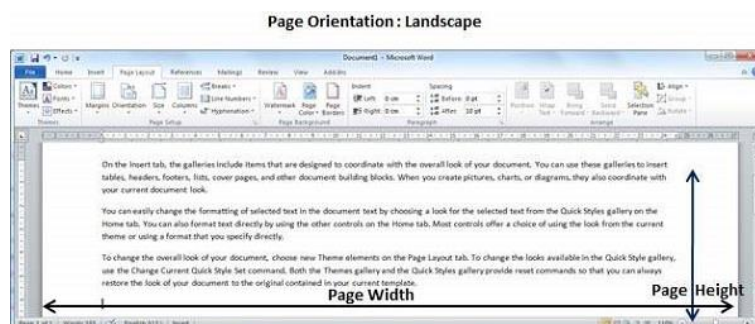 Page Orientation : Landscape
Document1 - Microsoft Word
File Home Insert Page Layout References Mailings Review View Add-Ins
Colors Breaks Indent Spacing Align
Themes Fonts Margins Orientation Size Columns Line Numbers Watermark Page Page Left: 0 cm Before: 0 pt Position Wrap Bring Send Selection Group
Effects Hyphenation Color Borders Right: 0 cm After: 10 pt Text Forward Backward Pane Rotate
Themes Page Setup Page Background Paragraph Arrange
On the Insert tab, the galleries include items that are designed to coordinate with the overall look of your document. You can use these galleries to insert
tables, headers, footers, lists, cover pages, and other document building blocks. When you create pictures, charts, or diagrams, they also coordinate with
your current document look.
You can easily change the formatting of selected text in the document text by choosing a look for the selected text from the Quick Styles gallery on the
Home tab. You can also format text directly by using the other controls on the Home tab. Most controls offer a choice of using the look from the current
theme or using a format that you specify directly.
To change the overall look of your document, choose new Theme elements on the Page Layout tab. To change the looks available in the Quick Style gallery,
use the Change Current Quick Style Set command. Both the Themes gallery and the Quick Styles gallery provide reset commands so that you can always
restore the look of your document to the original contained in your current template.
Page Width
Page Height